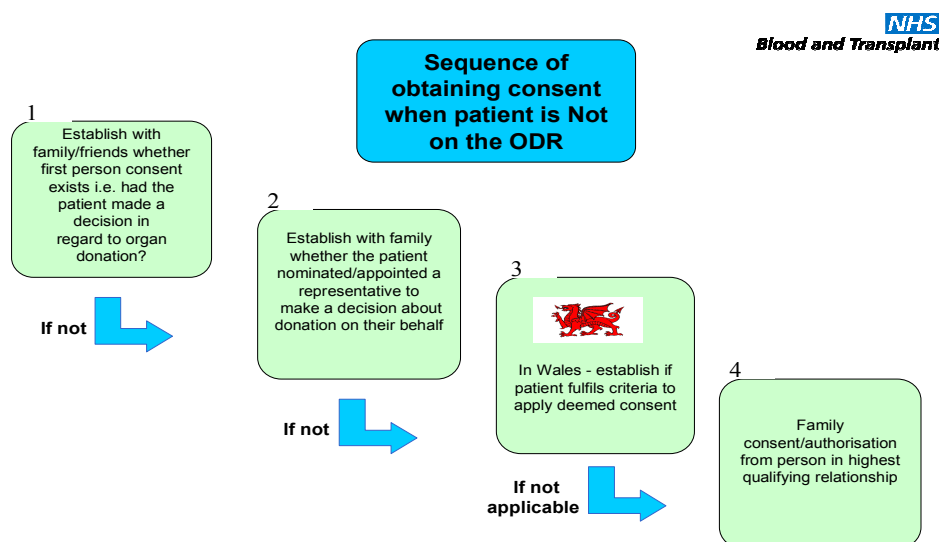 NHS
Blood and Transplant
Sequence of
obtaining consent
when patient is Not
on the ODR
1
Establish with
family/friends whether
first person consent
exists i.e. had the
patient made a
decision in
regard to organ
donation?
If not
2
Establish with family
whether the patient
nominated/appointed a
representative to
make a decision about
donation on their behalf
If not
3
In Wales - establish if
patient fulfils criteria to
apply deemed consent
If not
applicable
4
Family
consent/authorisation
from person in highest
qualifying relationship